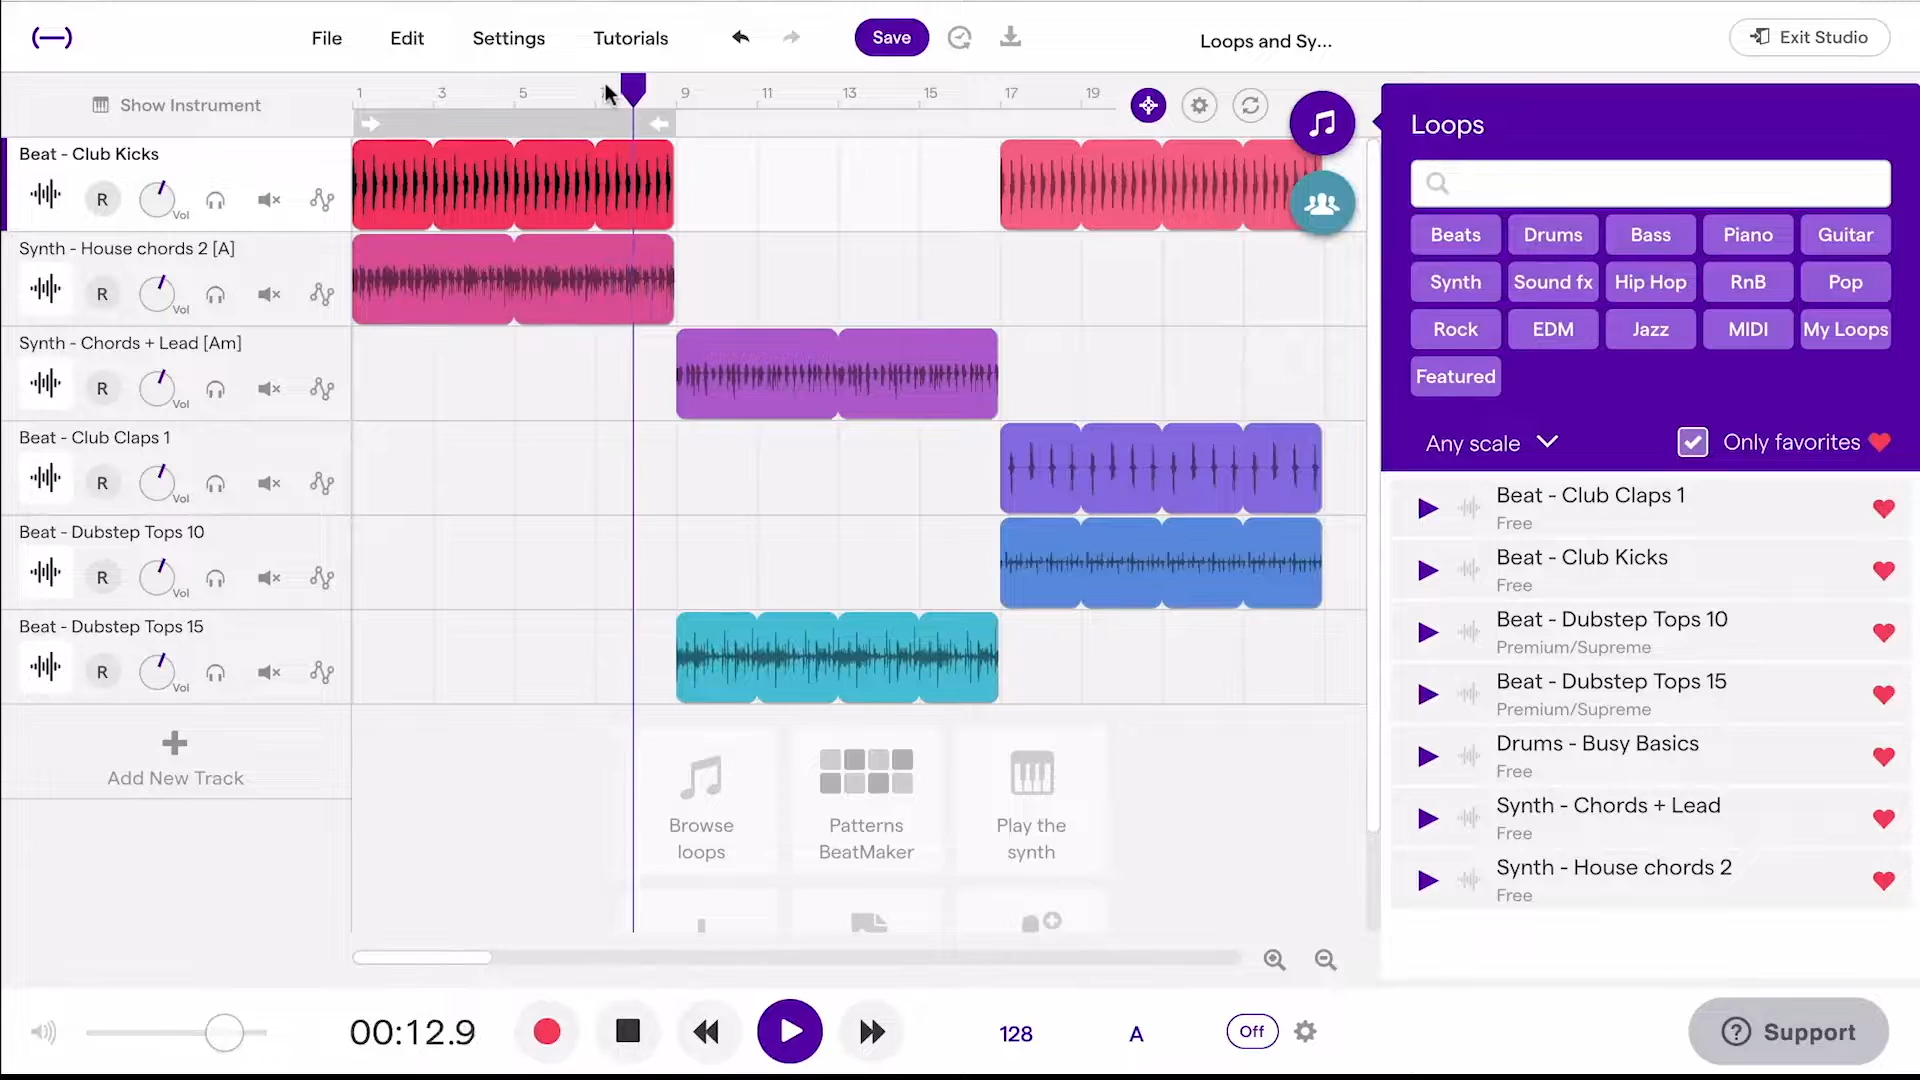 File Edit Settings Tutorials Save Loops and Sy... Exit Studio
Show Instrument
1 3 5 9 11 13 15 17 19
Beat - Club Kicks
R Vol
Synth - House chords 2 [A]
R Vol
Synth - Chords + Lead [Am]
R Vol
Beat - Club Claps 1
R Vol
Beat - Dubstep Tops 10
R Vol
Beat - Dubstep Tops 15
R Vol
Add New Track
Browse
loops
Patterns
BeatMaker
Play the
synth
Loops
Beats Drums Bass Piano Guitar
Synth Sound fx Hip Hop RnB Pop
Rock EDM Jazz MIDI My Loops
Featured
Any scale Only favorites
Beat - Club Claps 1
Free
Beat - Club Kicks
Free
Beat - Dubstep Tops 10
Premium/Supreme
Beat - Dubstep Tops 15
Premium/Supreme
Drums - Busy Basics
Free
Synth - Chords + Lead
Free
Synth - House chords 2
Free
00:12.9 128 A Off ? Support